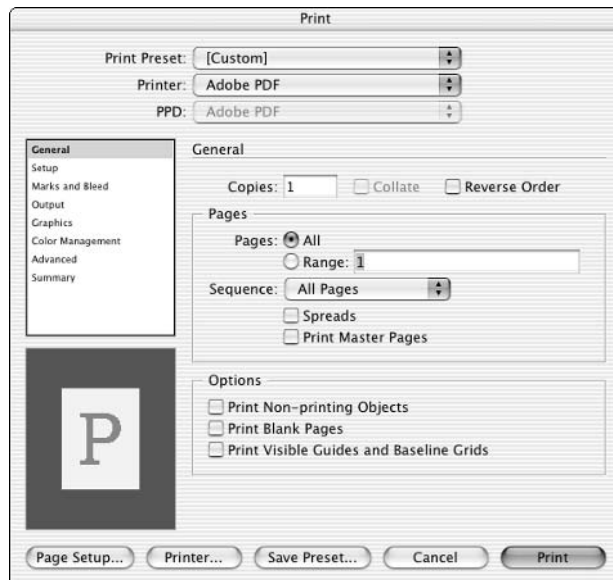 Print
Print Preset: [Custom]
Printer: Adobe PDF
PPD: Adobe PDF
General
Setup
Marks and Bleed
Output
Graphics
Color Management
Advanced
Summary
General
Copies: 1 Collate Reverse Order
Pages
Pages: All
Range: 1
Sequence: All Pages
Spreads
Print Master Pages
Options
Print Non-printing Objects
Print Blank Pages
Print Visible Guides and Baseline Grids
P
Page Setup... Printer... Save Preset... Cancel Print